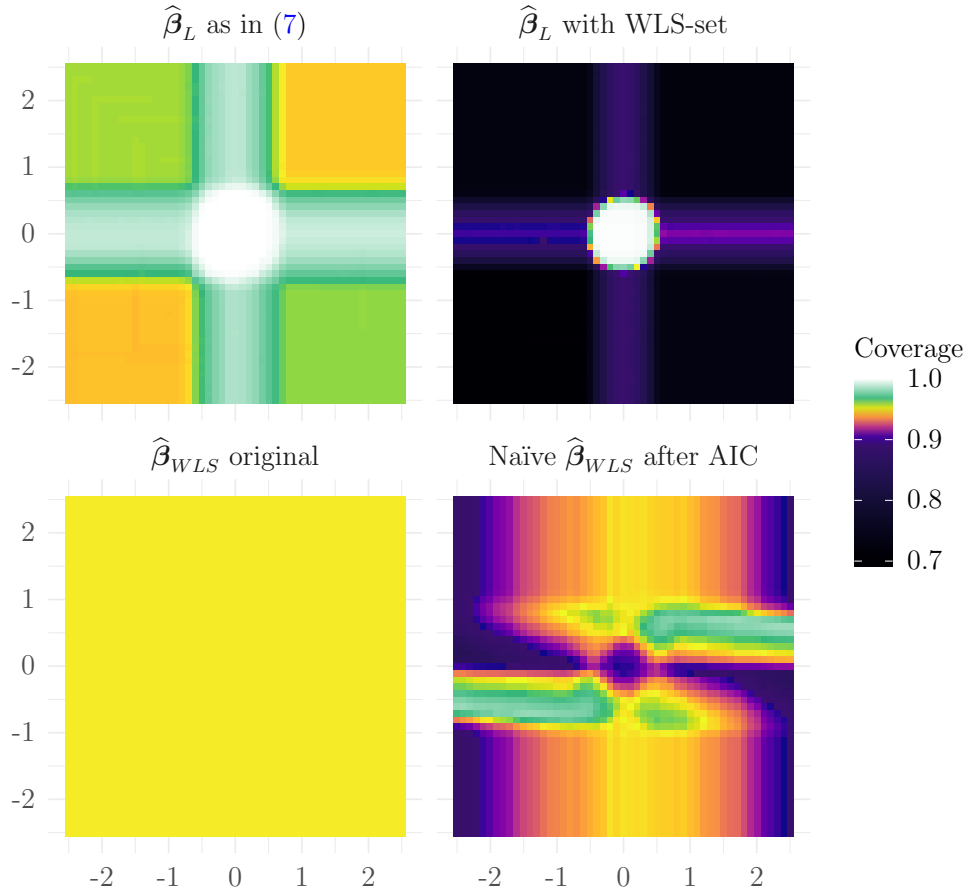 β̂_L as in (7)
β̂_L with WLS-set
2
1
0
-1
-2
Coverage
1.0
0.9
0.8
0.7
β̂_WLS original
Naïve β̂_WLS after AIC
2
1
0
-1
-2
-2 -1 0 1 2
-2 -1 0 1 2